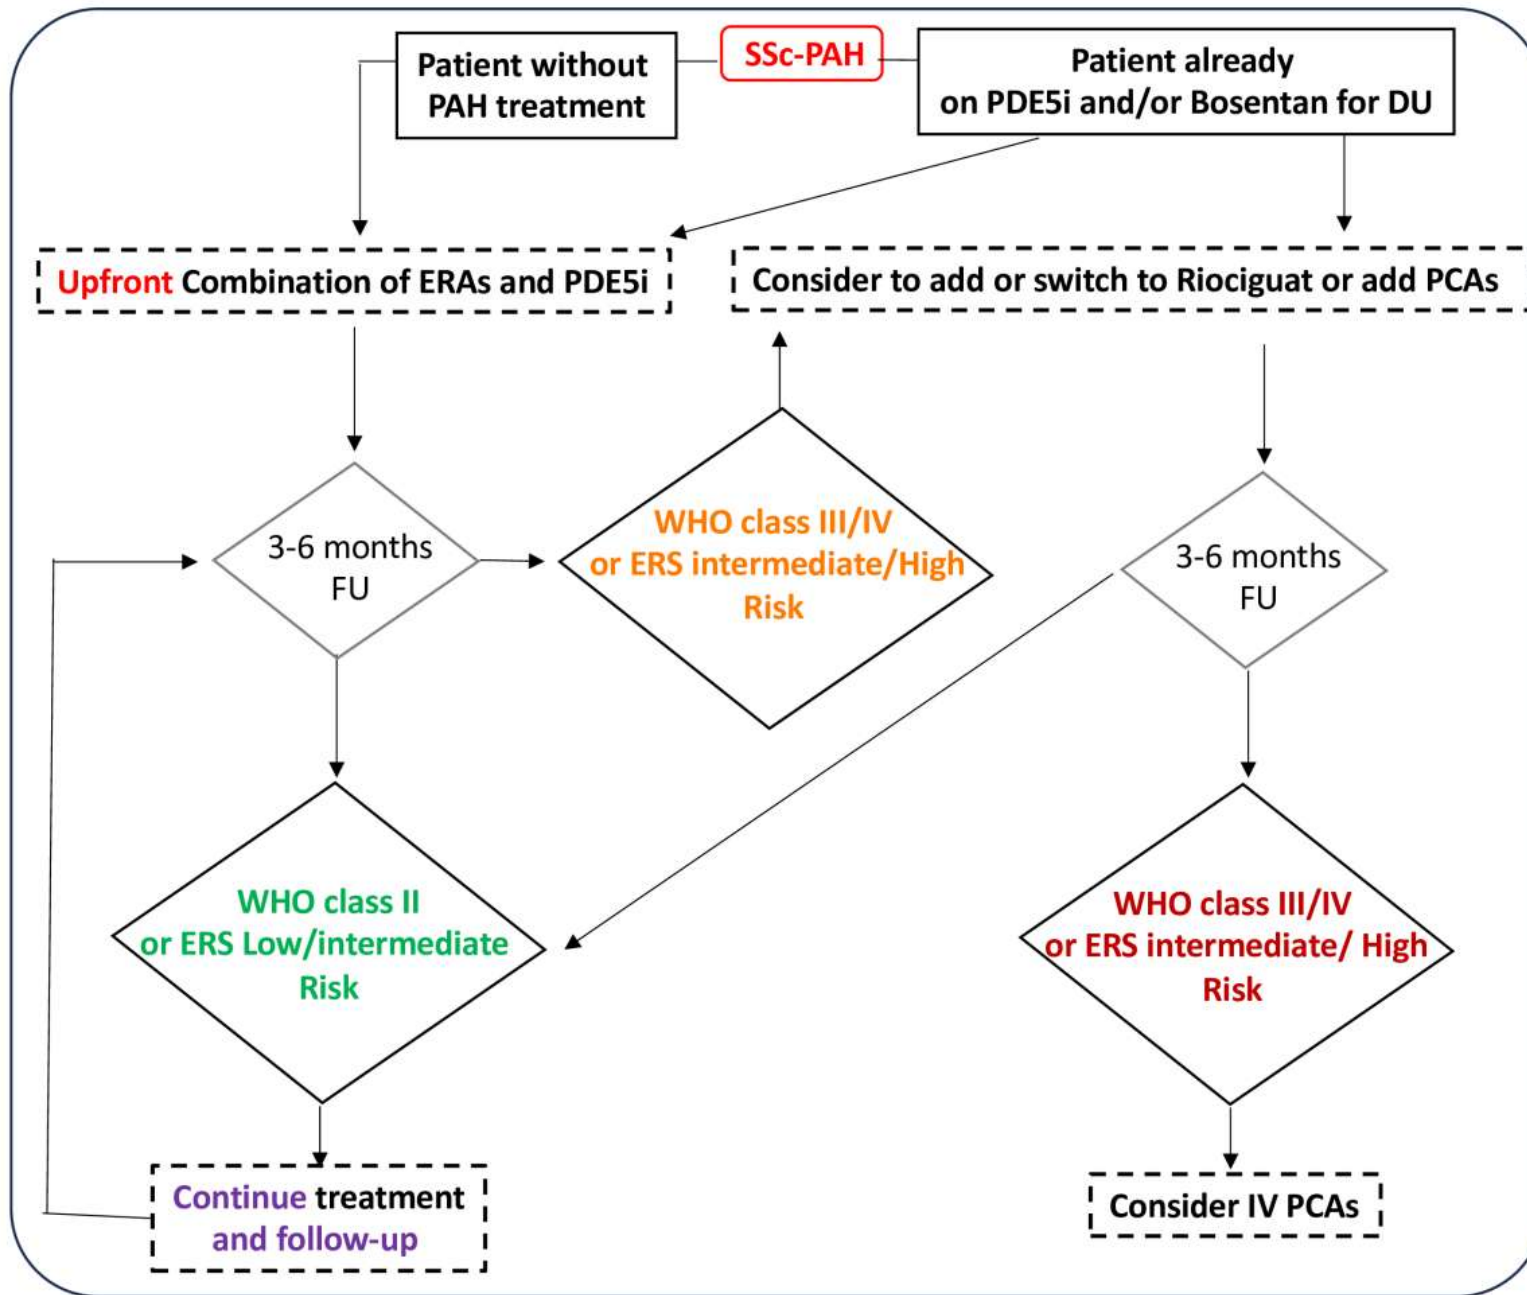 SSc-PAH
Patient without
PAH treatment
Patient already
on PDE5i and/or Bosentan for DU
Upfront Combination of ERAs and PDE5i
Consider to add or switch to Riociguat or add PCAs
3-6 months
FU
WHO class III/IV
or ERS intermediate/High
Risk
3-6 months
FU
WHO class II
or ERS Low/intermediate
Risk
WHO class III/IV
or ERS intermediate/ High
Risk
Continue treatment
and follow-up
Consider IV PCAs